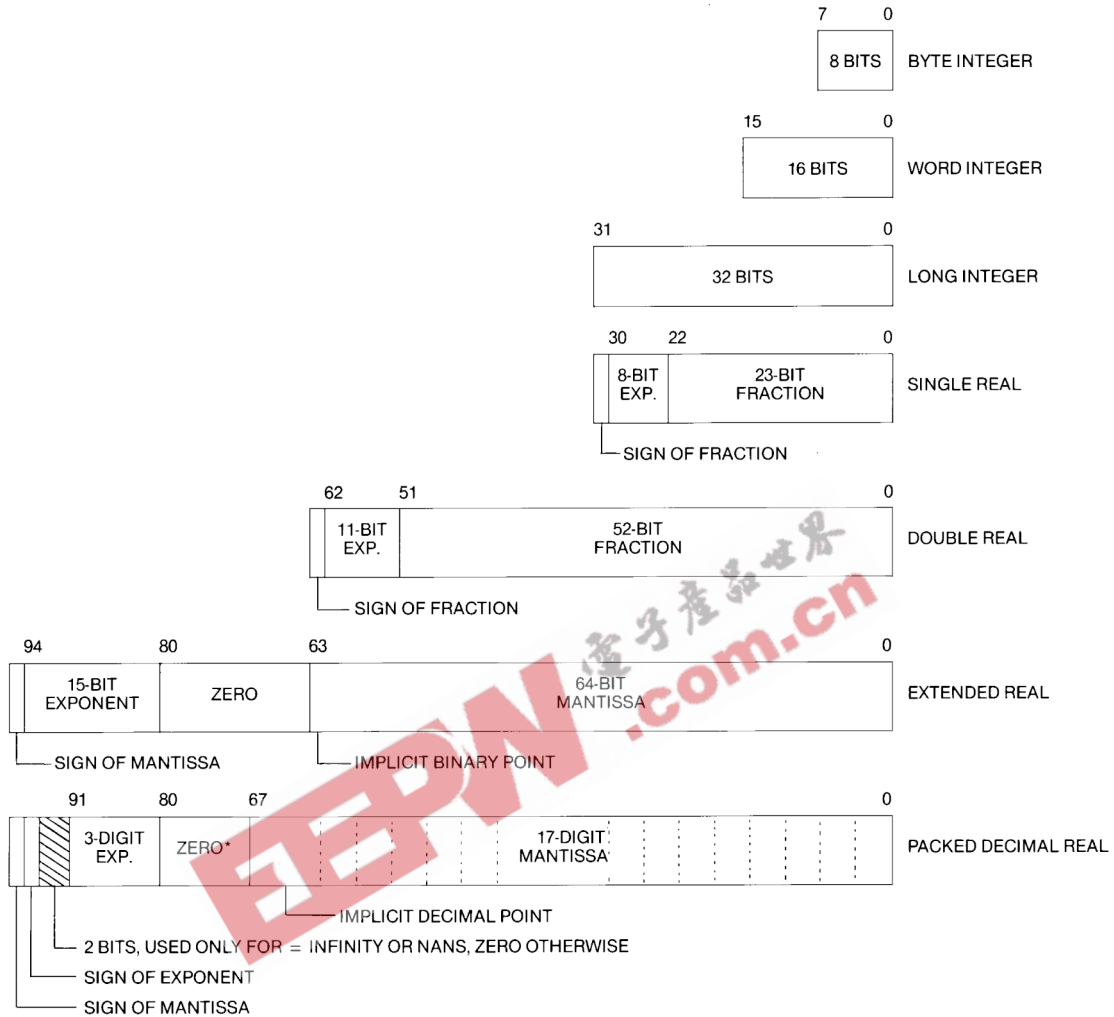 7 0
8 BITS BYTE INTEGER
15 0
16 BITS WORD INTEGER
31 0
32 BITS LONG INTEGER
30 22 0
8-BIT EXP. 23-BIT FRACTION SINGLE REAL
SIGN OF FRACTION
62 51 0
11-BIT EXP. 52-BIT FRACTION DOUBLE REAL
SIGN OF FRACTION
94 80 63 0
15-BIT EXPONENT ZERO 64-BIT MANTISSA EXTENDED REAL
SIGN OF MANTISSA IMPLICIT BINARY POINT
91 80 67 0
3-DIGIT EXP. ZERO* 17-DIGIT MANTISSA PACKED DECIMAL REAL
IMPLICIT DECIMAL POINT
2 BITS, USED ONLY FOR = INFINITY OR NANS, ZERO OTHERWISE
SIGN OF EXPONENT
SIGN OF MANTISSA
EEPW.com.cn
電子產品世界